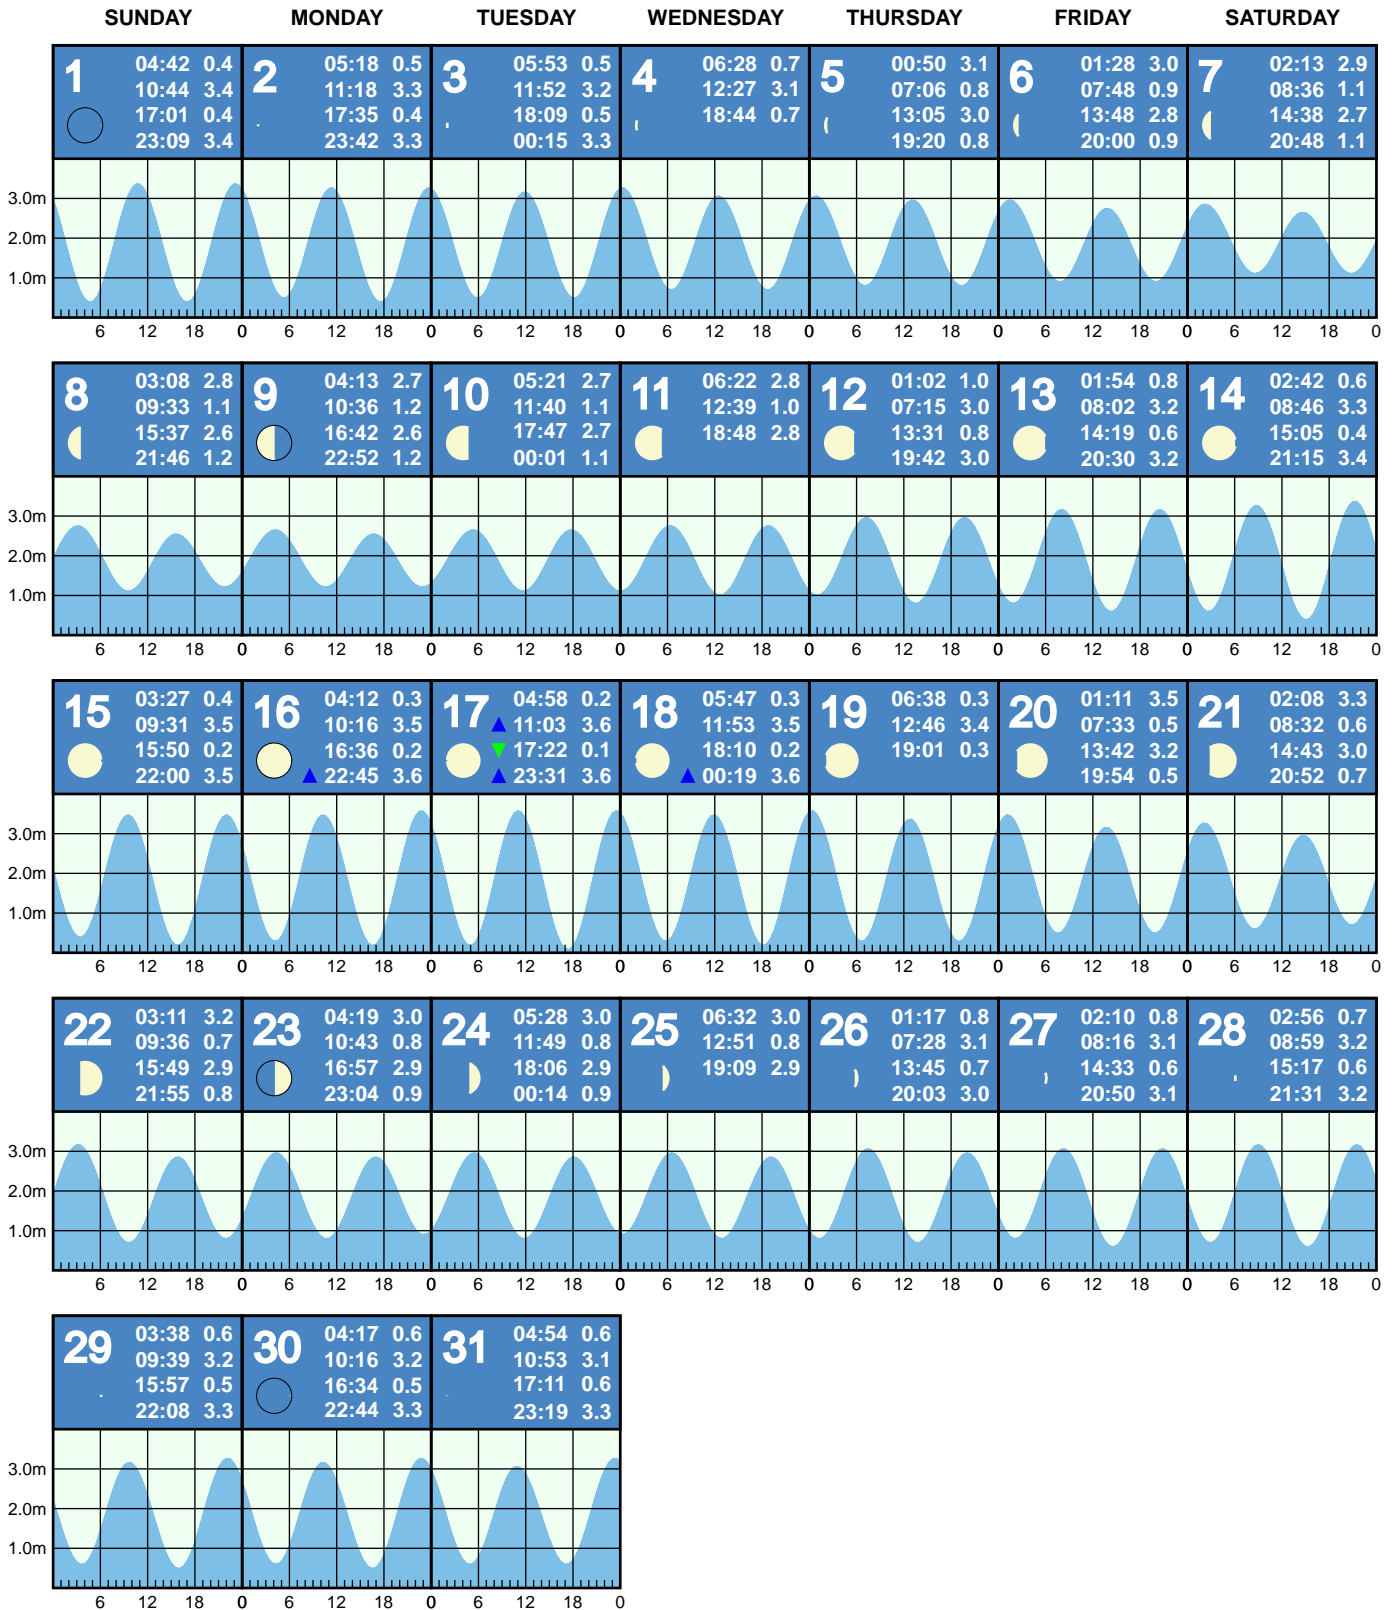 SUNDAY MONDAY TUESDAY WEDNESDAY THURSDAY FRIDAY SATURDAY
1 04:42 0.4
10:44 3.4
17:01 0.4
23:09 3.4
2 05:18 0.5
11:18 3.3
17:35 0.4
23:42 3.3
3 05:53 0.5
11:52 3.2
18:09 0.5
00:15 3.3
4 06:28 0.7
12:27 3.1
18:44 0.7
5 00:50 3.1
07:06 0.8
13:05 3.0
19:20 0.8
6 01:28 3.0
07:48 0.9
13:48 2.8
20:00 0.9
7 02:13 2.9
08:36 1.1
14:38 2.7
20:48 1.1
3.0m
2.0m
1.0m
6 12 18 0 6 12 18 0 6 12 18 0 6 12 18 0 6 12 18 0 6 12 18 0 6 12 18 0
8 03:08 2.8
09:33 1.1
15:37 2.6
21:46 1.2
9 04:13 2.7
10:36 1.2
16:42 2.6
22:52 1.2
10 05:21 2.7
11:40 1.1
17:47 2.7
00:01 1.1
11 06:22 2.8
12:39 1.0
18:48 2.8
12 01:02 1.0
07:15 3.0
13:31 0.8
19:42 3.0
13 01:54 0.8
08:02 3.2
14:19 0.6
20:30 3.2
14 02:42 0.6
08:46 3.3
15:05 0.4
21:15 3.4
3.0m
2.0m
1.0m
6 12 18 0 6 12 18 0 6 12 18 0 6 12 18 0 6 12 18 0 6 12 18 0 6 12 18 0
15 03:27 0.4
09:31 3.5
15:50 0.2
22:00 3.5
16 04:12 0.3
10:16 3.5
16:36 0.2
22:45 3.6
17 04:58 0.2
11:03 3.6
17:22 0.1
23:31 3.6
18 05:47 0.3
11:53 3.5
18:10 0.2
00:19 3.6
19 06:38 0.3
12:46 3.4
19:01 0.3
20 01:11 3.5
07:33 0.5
13:42 3.2
19:54 0.5
21 02:08 3.3
08:32 0.6
14:43 3.0
20:52 0.7
3.0m
2.0m
1.0m
6 12 18 0 6 12 18 0 6 12 18 0 6 12 18 0 6 12 18 0 6 12 18 0 6 12 18 0
22 03:11 3.2
09:36 0.7
15:49 2.9
21:55 0.8
23 04:19 3.0
10:43 0.8
16:57 2.9
23:04 0.9
24 05:28 3.0
11:49 0.8
18:06 2.9
00:14 0.9
25 06:32 3.0
12:51 0.8
19:09 2.9
26 01:17 0.8
07:28 3.1
13:45 0.7
20:03 3.0
27 02:10 0.8
08:16 3.1
14:33 0.6
20:50 3.1
28 02:56 0.7
08:59 3.2
15:17 0.6
21:31 3.2
3.0m
2.0m
1.0m
6 12 18 0 6 12 18 0 6 12 18 0 6 12 18 0 6 12 18 0 6 12 18 0 6 12 18 0
29 03:38 0.6
09:39 3.2
15:57 0.5
22:08 3.3
30 04:17 0.6
10:16 3.2
16:34 0.5
22:44 3.3
31 04:54 0.6
10:53 3.1
17:11 0.6
23:19 3.3
3.0m
2.0m
1.0m
6 12 18 0 6 12 18 0 6 12 18 0